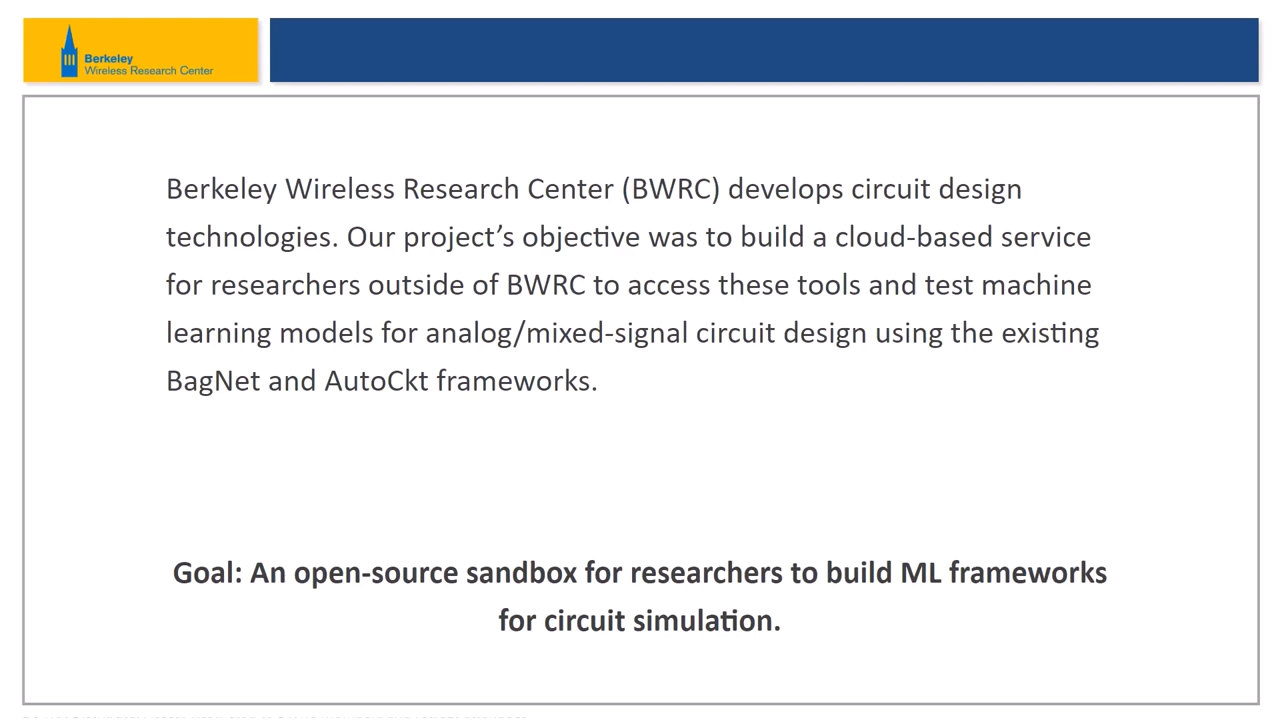 Berkeley
Wireless Research Center
Berkeley Wireless Research Center (BWRC) develops circuit design
technologies. Our project’s objective was to build a cloud-based service
for researchers outside of BWRC to access these tools and test machine
learning models for analog/mixed-signal circuit design using the existing
BagNet and AutoCkt frameworks.
Goal: An open-source sandbox for researchers to build ML frameworks
for circuit simulation.